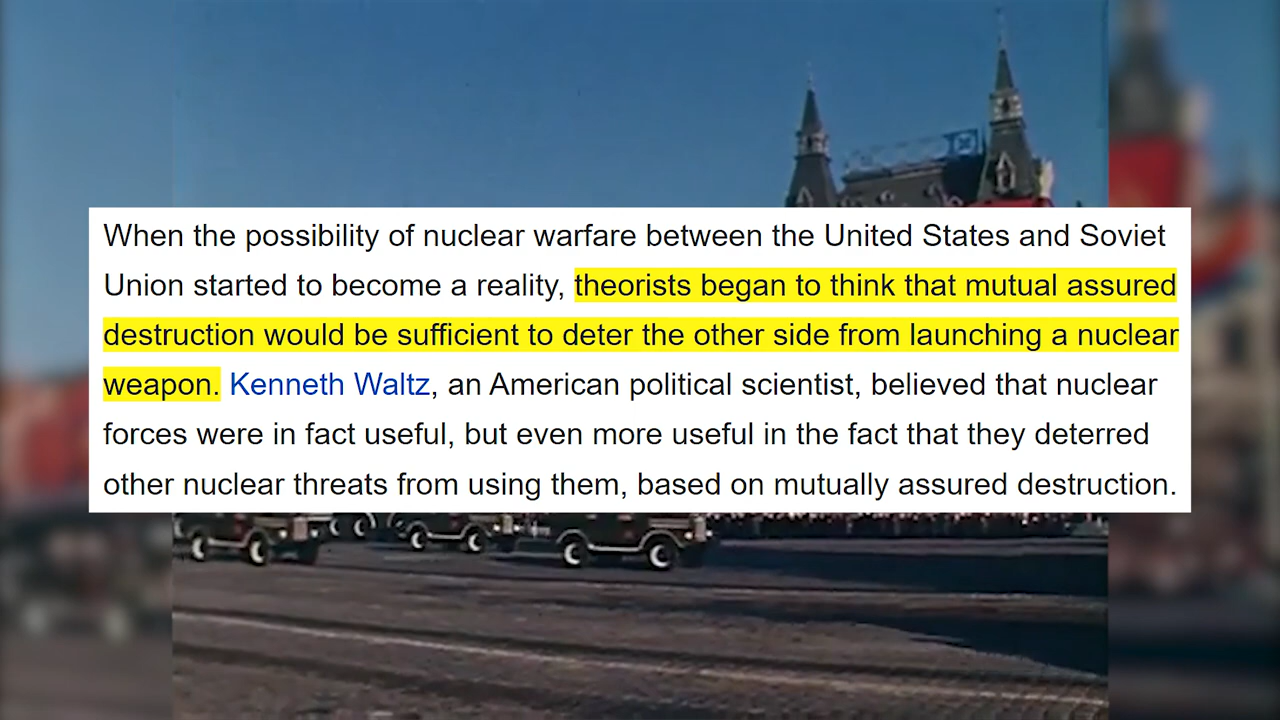 When the possibility of nuclear warfare between the United States and Soviet
Union started to become a reality, theorists began to think that mutual assured
destruction would be sufficient to deter the other side from launching a nuclear
weapon. Kenneth Waltz, an American political scientist, believed that nuclear
forces were in fact useful, but even more useful in the fact that they deterred
other nuclear threats from using them, based on mutually assured destruction.